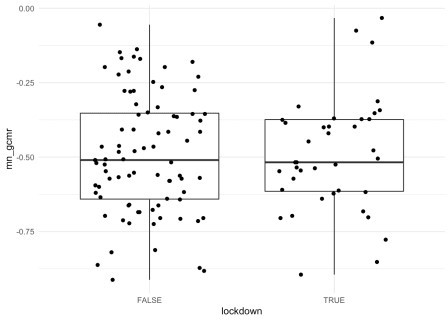 0.00
-0.25
-0.50
-0.75
mn_gcmr
FALSE
TRUE
lockdown